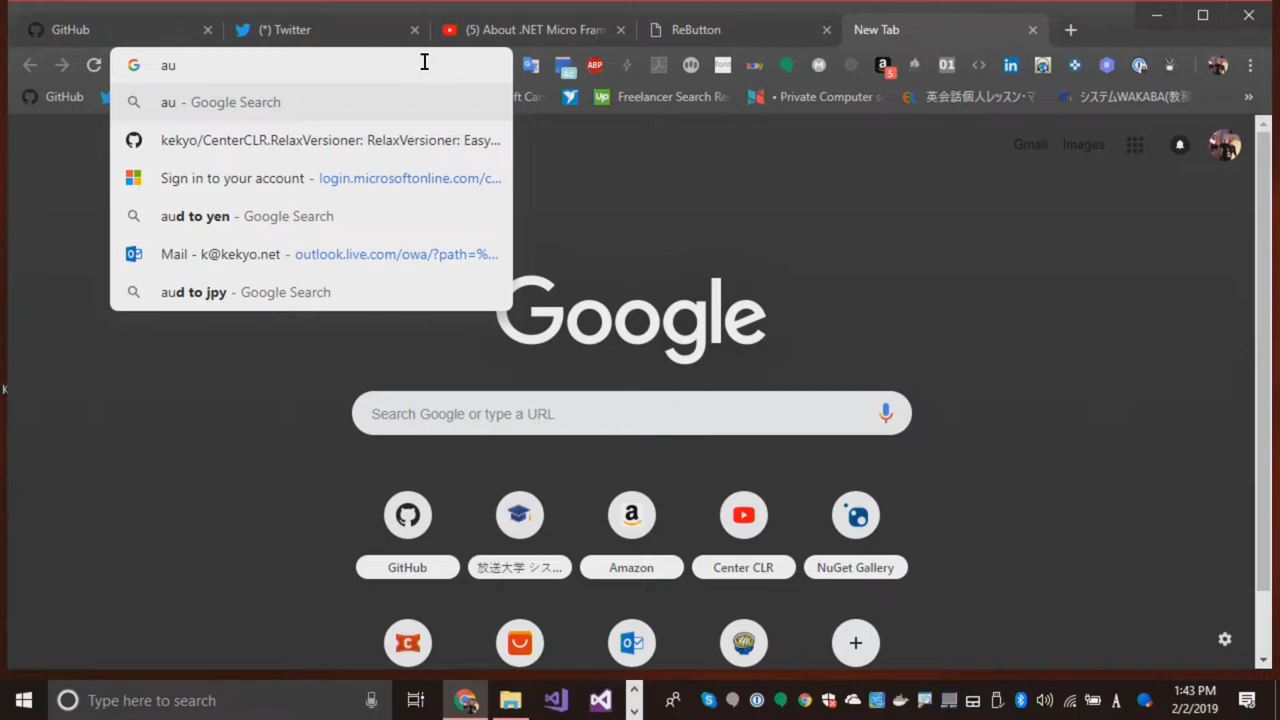 GitHub
(*) Twitter
(5) About .NET Micro Fram
ReButton
New Tab
au
GitHub
ft Car
Up Freelancer Search Re
• Private Computer s
英会話個人レッスン・マ
システムWAKABA(教務
»
au - Google Search
kekyo/CenterCLR.RelaxVersioner: RelaxVersioner: Easy...
Sign in to your account - login.microsoftonline.com/c...
aud to yen - Google Search
Mail - k@kekyo.net - outlook.live.com/owa/?path=%...
aud to jpy - Google Search
Gmail Images
Google
Search Google or type a URL
GitHub
放送大学 シス...
Amazon
Center CLR
NuGet Gallery
Type here to search
1:43 PM
2/2/2019